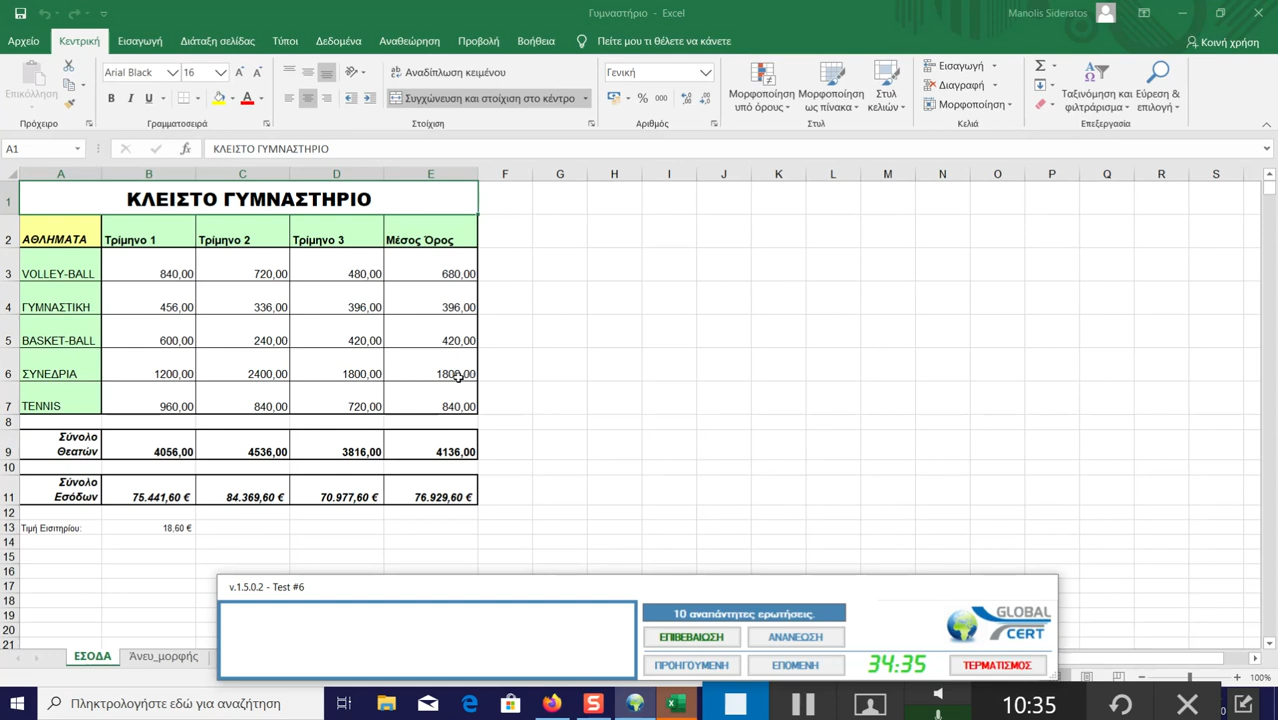 Γυμναστήριο - Excel
Manolis Sideratos
Αρχείο Κεντρική Εισαγωγή Διάταξη σελίδας Τύποι Δεδομένα Αναθεώρηση Προβολή Βοήθεια Πείτε μου τι θέλετε να κάνετε Κοινή χρήση
Επικόλληση
Arial Black 16
B I U
Αναδίπλωση κειμένου
Συγχώνευση και στοίχιση στο κέντρο
Γενική
% 000
Μορφοποίηση υπό όρους
Μορφοποίηση ως πίνακα
Στυλ κελιών
Εισαγωγή
Διαγραφή
Μορφοποίηση
Ταξινόμηση και φιλτράρισμα
Εύρεση & επιλογή
Πρόχειρο Γραμματοσειρά Στοίχιση Αριθμός Στυλ Κελιά Επεξεργασία
A1 fx ΚΛΕΙΣΤΟ ΓΥΜΝΑΣΤΗΡΙΟ
A B C D E F G H I J K L M N O P Q R S
1 ΚΛΕΙΣΤΟ ΓΥΜΝΑΣΤΗΡΙΟ
2 ΑΘΛΗΜΑΤΑ Τρίμηνο 1 Τρίμηνο 2 Τρίμηνο 3 Μέσος Όρος
3 VOLLEY-BALL 840,00 720,00 480,00 680,00
4 ΓΥΜΝΑΣΤΙΚΗ 456,00 336,00 396,00 396,00
5 BASKET-BALL 600,00 240,00 420,00 420,00
6 ΣΥΝΕΔΡΙΑ 1200,00 2400,00 1800,00 1800,00
7 TENNIS 960,00 840,00 720,00 840,00
8
Σύνολο
9 Θεατών 4056,00 4536,00 3816,00 4136,00
10
Σύνολο
11 Εσόδων 75.441,60 € 84.369,60 € 70.977,60 € 76.929,60 €
12
13 Τιμή Εισιτηρίου: 18,60 €
14
15
16
17
18
19
20
21
v.1.5.0.2 - Test #6
10 αναπάντητες ερωτήσεις.
ΕΠΙΒΕΒΑΙΩΣΗ ΑΝΑΝΕΩΣΗ
ΠΡΟΗΓΟΥΜΕΝΗ ΕΠΟΜΕΝΗ 34:35 ΤΕΡΜΑΤΙΣΜΟΣ
GLOBAL
CERT
ΕΣΟΔΑ Άνευ_μορφής
100%
Πληκτρολογήστε εδώ για αναζήτηση
10:35